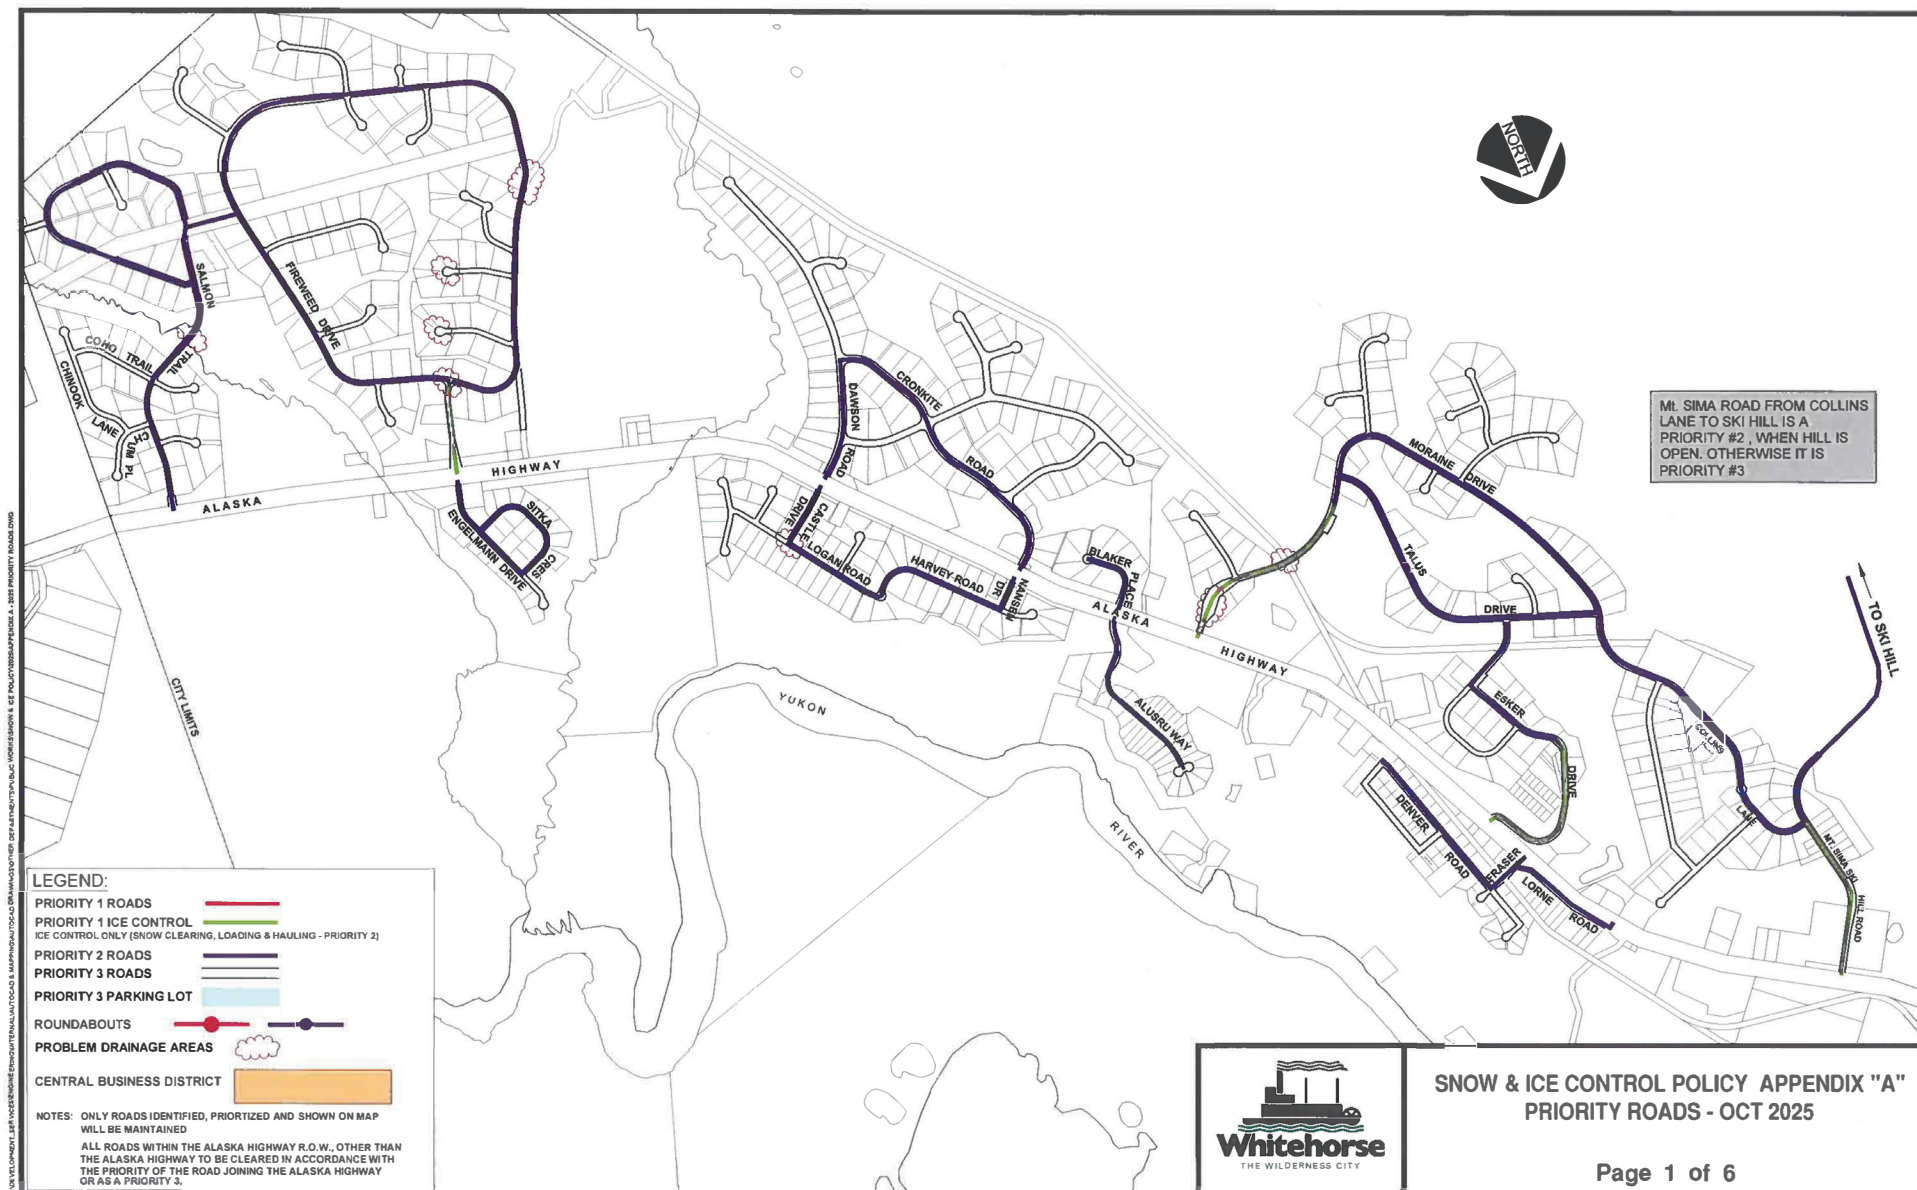 NORTH
SALMON
TRAIL
FIREWEED DRIVE
COHO TRAIL
CHINOOK
LANE
CHUM PL
ALASKA
HIGHWAY
SITKA
CRES
ENGELMANN DRIVE
CITY LIMITS
DAWSON
ROAD
CRONKITE
ROAD
CASTLE
DRIVE
LOGAN ROAD
HARVEY ROAD
NANSEN
DR
BLAKER
PLACE
ALASKA
HIGHWAY
ALUSRU WAY
YUKON
RIVER
MORAINE
DRIVE
TALUS
DRIVE
ESKER
DRIVE
DENVER
ROAD
FRASER
LORNE
ROAD
COLLINS
LANE
MT. SIMA SKI
HILL ROAD
TO SKI HILL
Mt. SIMA ROAD FROM COLLINS
LANE TO SKI HILL IS A
PRIORITY #2 , WHEN HILL IS
OPEN. OTHERWISE IT IS
PRIORITY #3
LEGEND:
PRIORITY 1 ROADS
PRIORITY 1 ICE CONTROL
ICE CONTROL ONLY (SNOW CLEARING, LOADING & HAULING - PRIORITY 2)
PRIORITY 2 ROADS
PRIORITY 3 ROADS
PRIORITY 3 PARKING LOT
ROUNDABOUTS
PROBLEM DRAINAGE AREAS
CENTRAL BUSINESS DISTRICT
NOTES: ONLY ROADS IDENTIFIED, PRIORTIZED AND SHOWN ON MAP
WILL BE MAINTAINED
ALL ROADS WITHIN THE ALASKA HIGHWAY R.O.W., OTHER THAN
THE ALASKA HIGHWAY TO BE CLEARED IN ACCORDANCE WITH
THE PRIORITY OF THE ROAD JOINING THE ALASKA HIGHWAY
OR AS A PRIORITY 3.
Whitehorse
THE WILDERNESS CITY
SNOW & ICE CONTROL POLICY APPENDIX "A"
PRIORITY ROADS - OCT 2025
Page 1 of 6